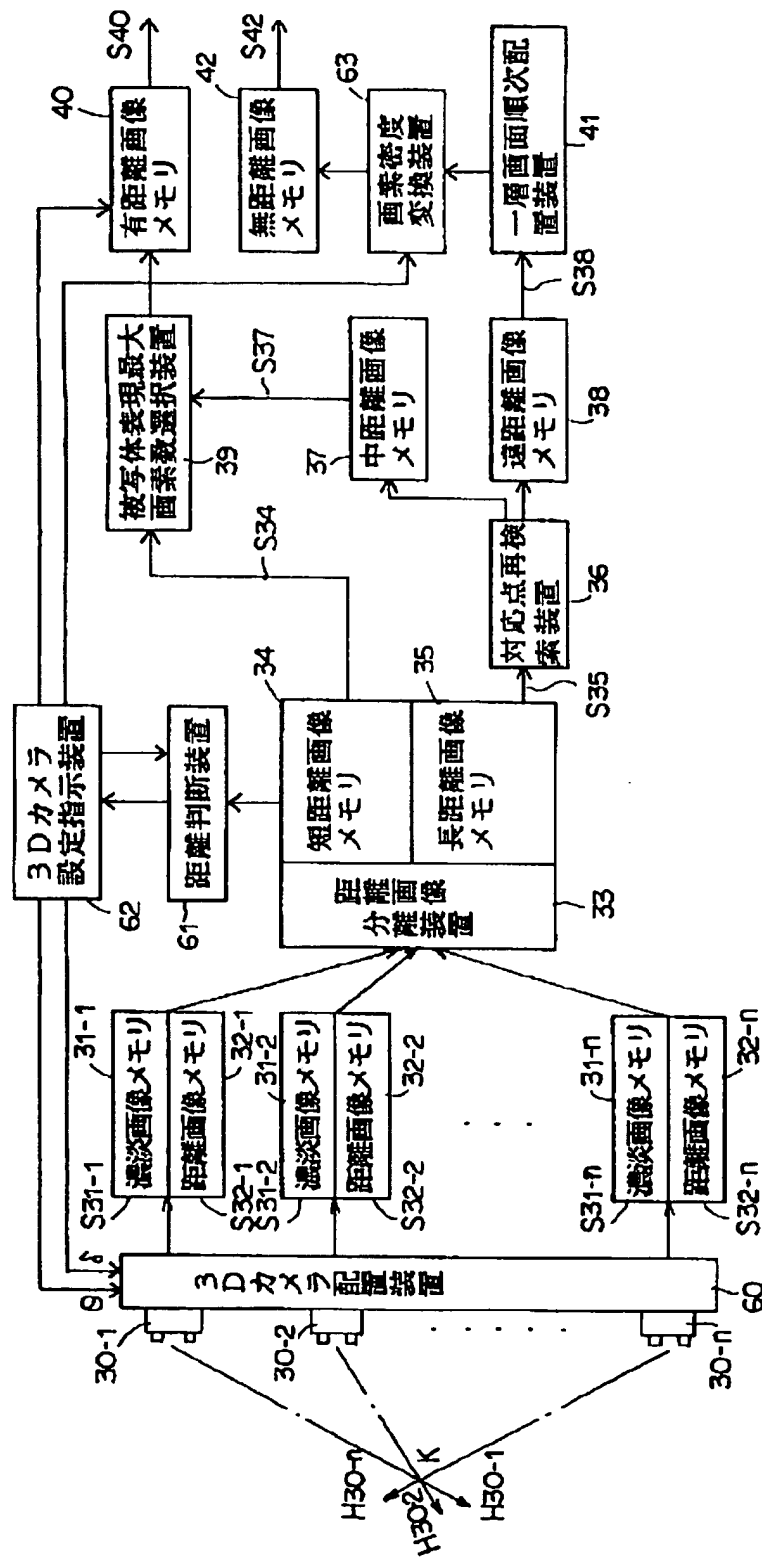 3Dカメラ
設定指示装置
62
距離判断装置
61
被写体表現最大
画素数選択装置
39
有距離画像
メモリ
40
S40
無距離画像
メモリ
42
S42
画素密度
変換装置
63
一層画面順次配
置装置
41
S34
S37
中距離画像
メモリ
37
遠距離画像
メモリ
38
S38
対応点再検
索装置
36
S35
短距離画像
メモリ
34
長距離画像
メモリ
35
距離画像
分離装置
33
S31-1
濃淡画像メモリ
31-1
距離画像メモリ
32-1
S32-1
S31-2
濃淡画像メモリ
31-2
距離画像メモリ
32-2
S32-2
S31-n
濃淡画像メモリ
31-n
距離画像メモリ
32-n
S32-n
3Dカメラ配置装置
60
30-1
30-2
30-n
K
H30-n
H302
H30-1